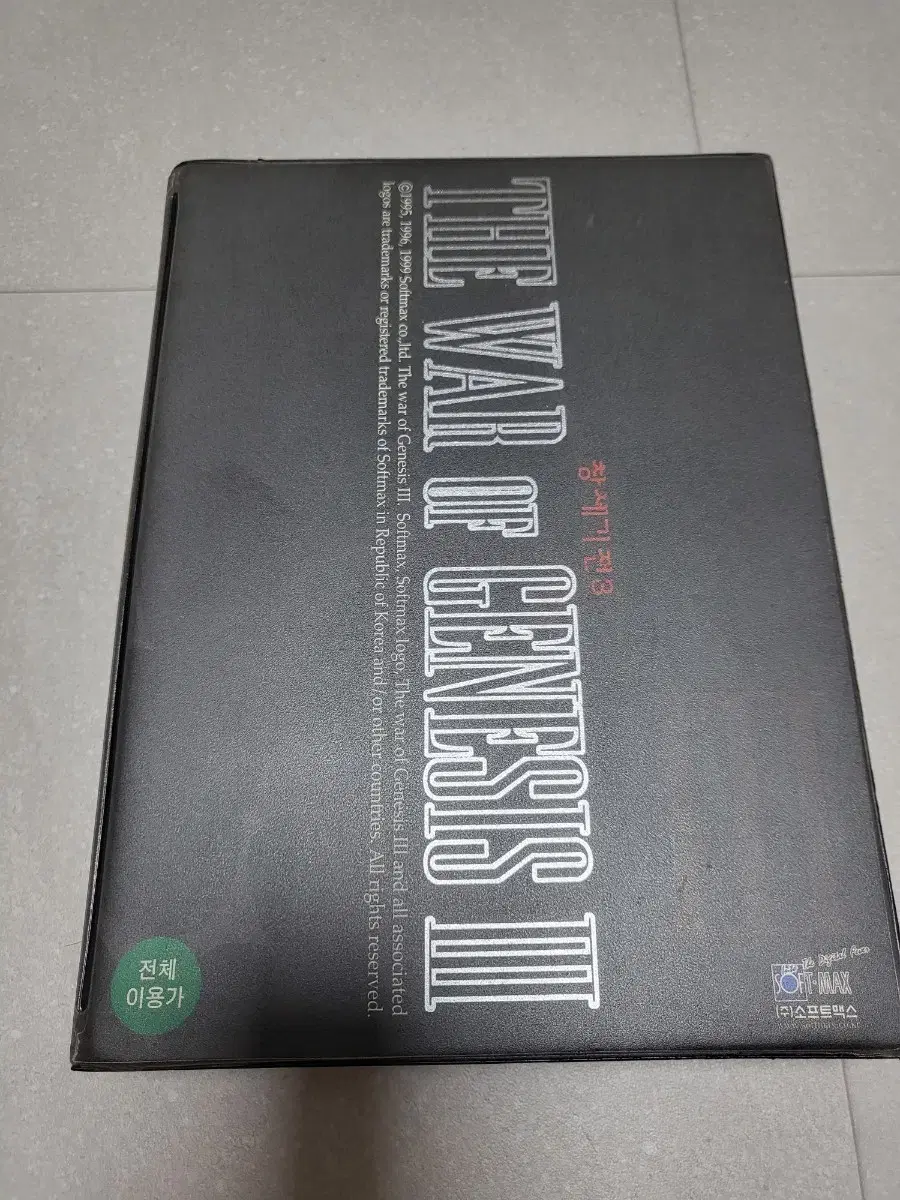 창세기전3
THE WAR OF GENESIS III
©1995, 1996, 1999 Softmax co,.ltd. The war of Genesis III, Softmax, Softmax logo, The war of Genesis III and all associated
logos are trademarks or registered trademarks of Softmax in Republic of Korea and/or other countries. All rights reserved.
The Digital
SOFT-MAX
(주)소프트맥스
전체
이용가